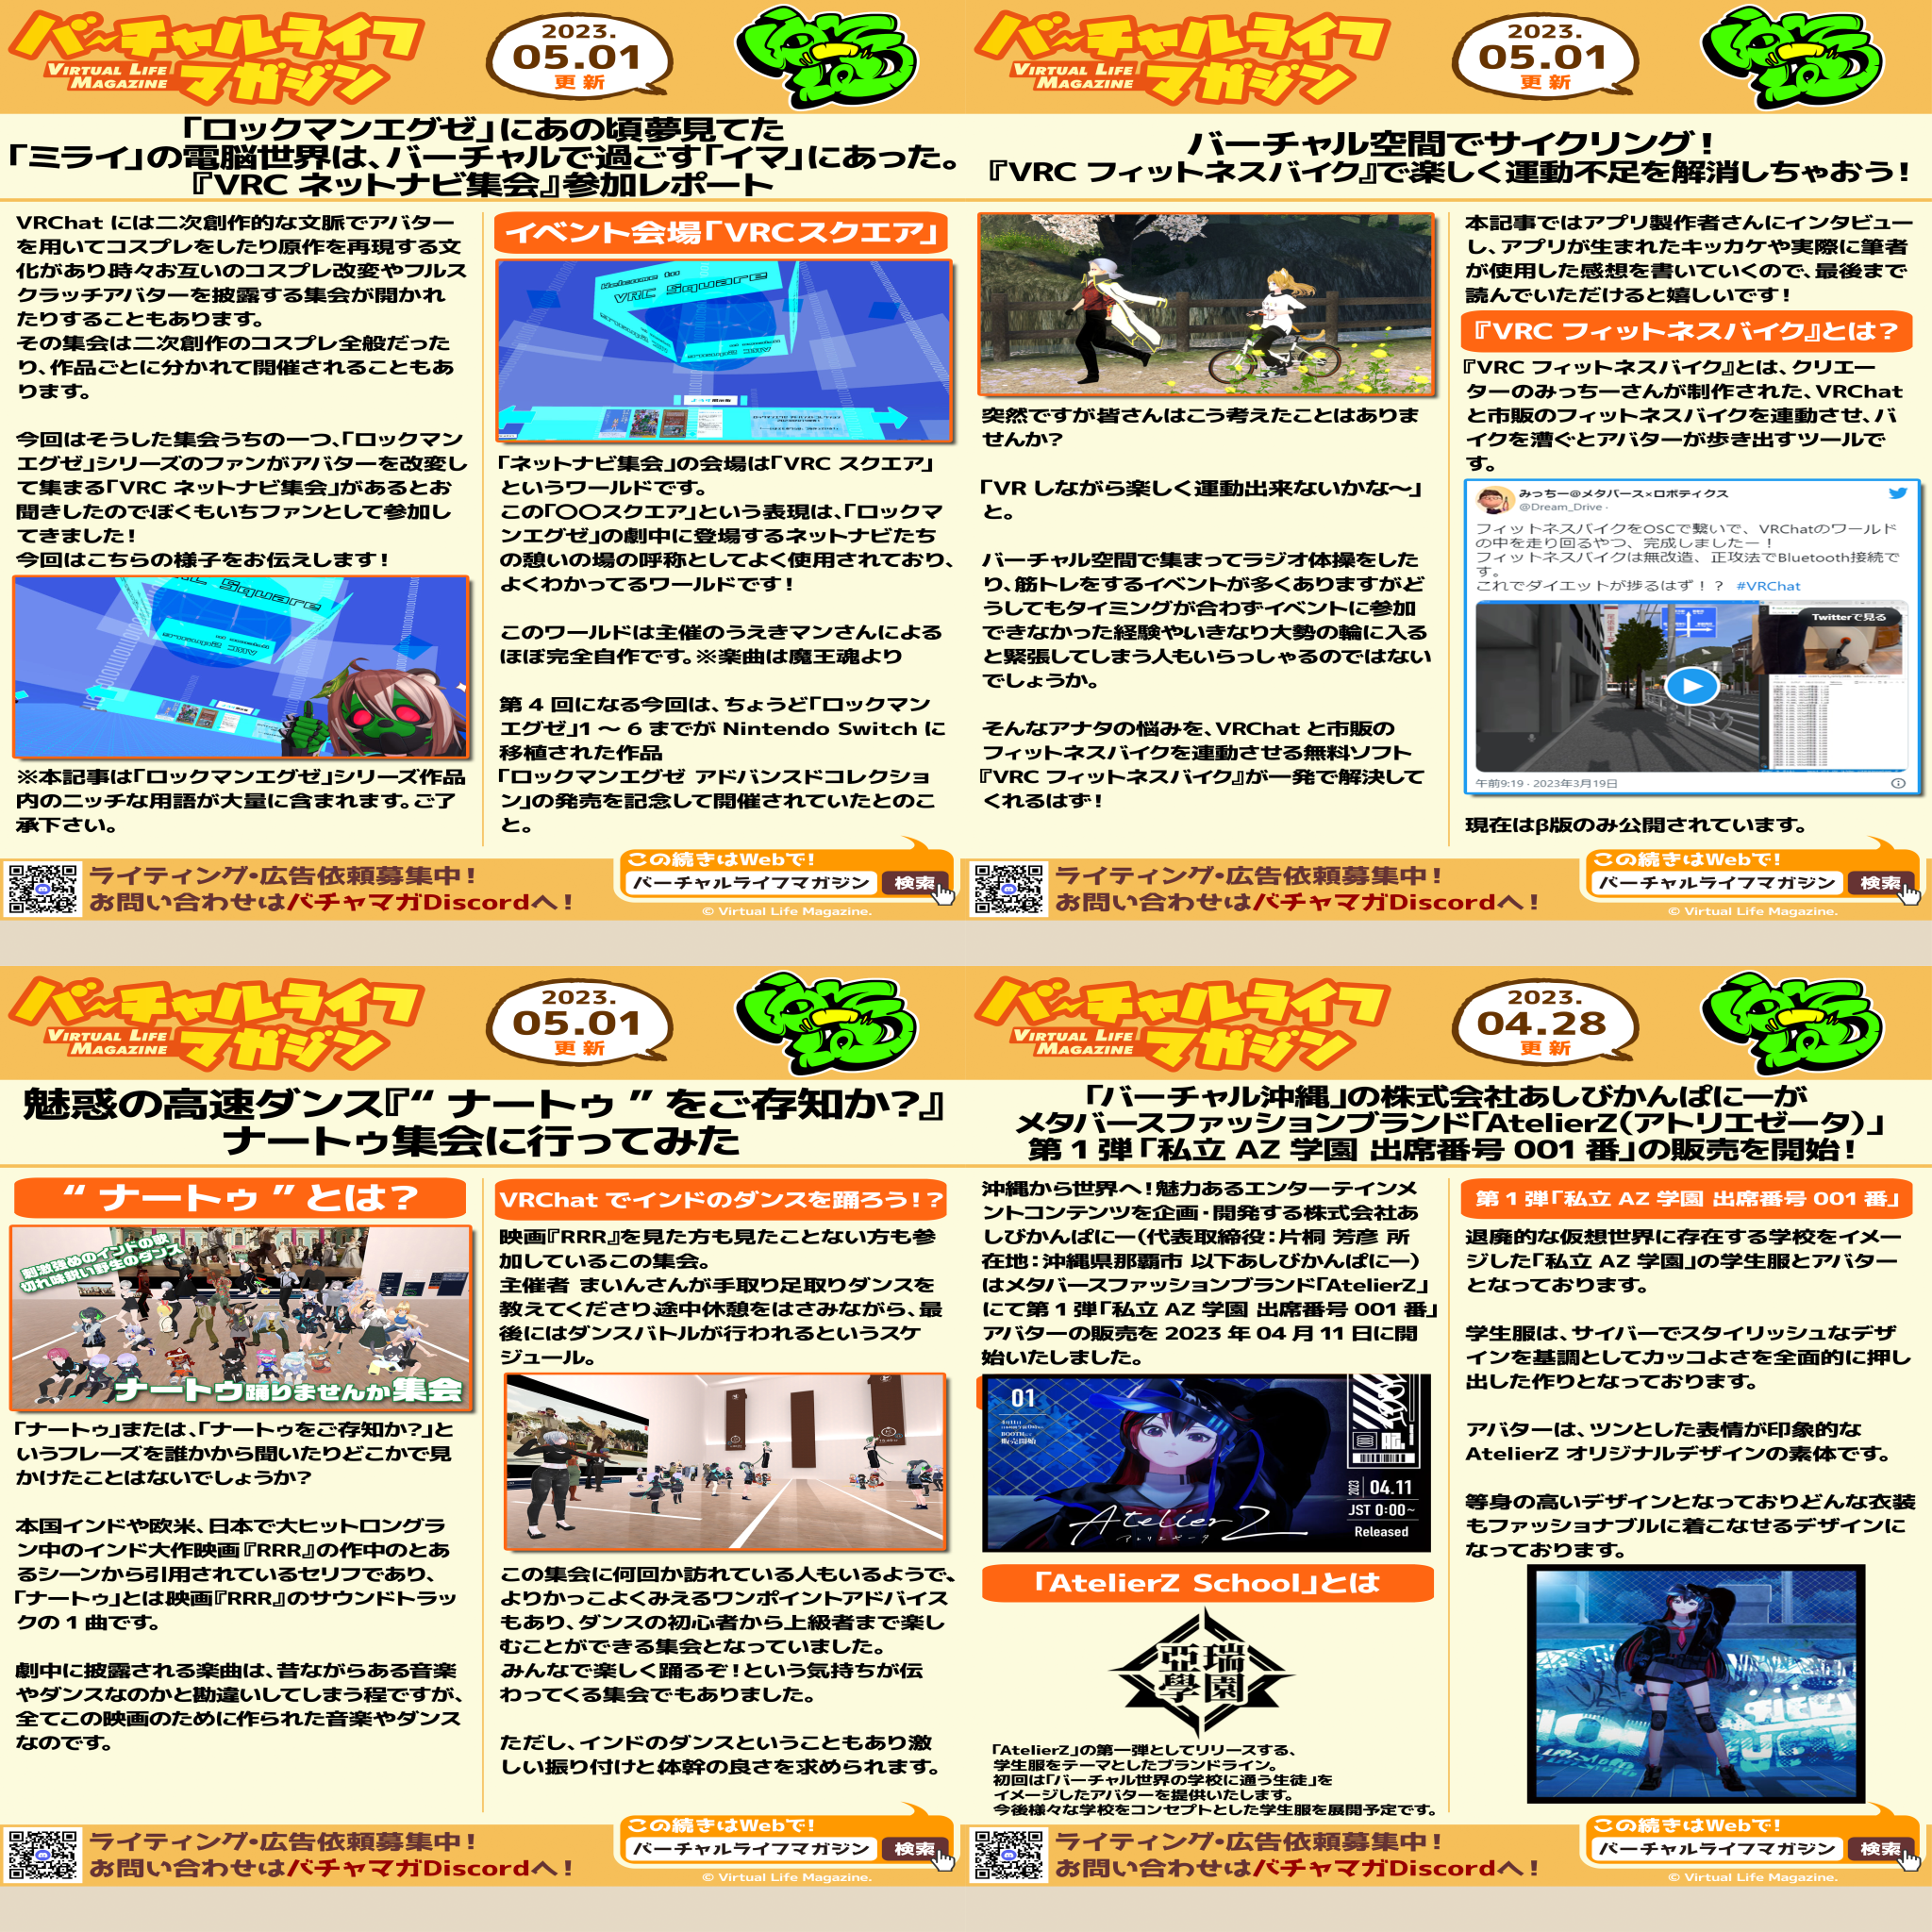 バーチャルライフ
マガジン
VIRTUAL LIFE
MAGAZINE
2023.
05.01
更新
「ロックマンエグゼ」にあの頃夢見てた
「ミライ」の電脳世界は、バーチャルで過ごす「イマ」にあった。
『VRC ネットナビ集会』参加レポート
VRChat には二次創作的な文脈でアバター
を用いてコスプレをしたり原作を再現する文
化があり時々お互いのコスプレ改変やフルス
クラッチアバターを披露する集会が開かれ
たりすることもあります。
その集会は二次創作のコスプレ全般だった
り、作品ごとに分かれて開催されることもあ
ります。
今回はそうした集会うちの一つ、「ロックマン
エグゼ」シリーズのファンがアバターを改変し
て集まる「VRC ネットナビ集会」があるとお
聞きしたのでぼくもいちファンとして参加し
てきました！
今回はこちらの様子をお伝えします！
※本記事は「ロックマンエグゼ」シリーズ作品
内のニッチな用語が大量に含まれます。ご了
承下さい。
イベント会場「VRCスクエア」
Welcome to
VRC Square
「ネットナビ集会」の会場は「VRC スクエア」
というワールドです。
この「〇〇スクエア」という表現は、「ロックマ
ンエグゼ」の劇中に登場するネットナビたち
の憩いの場の呼称としてよく使用されており、
よくわかってるワールドです！
このワールドは主催のうえきマンさんによる
ほぼ完全自作です。※楽曲は魔王魂より
第 4 回になる今回は、ちょうど「ロックマン
エグゼ」1 ～ 6 までが Nintendo Switch に
移植された作品
「ロックマンエグゼ アドバンスドコレクショ
ン」の発売を記念して開催されていたとのこ
と。
ライティング・広告依頼募集中！
お問い合わせはバチャマガDiscordへ！
この続きはWebで！
バーチャルライフマガジン 検索
© Virtual Life Magazine.
バーチャルライフ
マガジン
VIRTUAL LIFE
MAGAZINE
2023.
05.01
更新
バーチャル空間でサイクリング！
『VRC フィットネスバイク』で楽しく運動不足を解消しちゃおう！
突然ですが皆さんはこう考えたことはありま
せんか？
「VR しながら楽しく運動出来ないかな～」
と。
バーチャル空間で集まってラジオ体操をした
り、筋トレをするイベントが多くありますがど
うしてもタイミングが合わずイベントに参加
できなかった経験やいきなり大勢の輪に入る
と緊張してしまう人もいらっしゃるのではない
でしょうか。
そんなアナタの悩みを、VRChat と市販の
フィットネスバイクを連動させる無料ソフト
『VRC フィットネスバイク』が一発で解決して
くれるはず！
本記事ではアプリ製作者さんにインタビュー
し、アプリが生まれたキッカケや実際に筆者
が使用した感想を書いていくので、最後まで
読んでいただけると嬉しいです！
『VRC フィットネスバイク』とは？
『VRC フィットネスバイク』とは、クリエー
ターのみっちーさんが制作された、VRChat
と市販のフィットネスバイクを連動させ、バ
イクを漕ぐとアバターが歩き出すツールで
す。
みっちー@メタバース×ロボティクス
@Dream_Drive ·
フィットネスバイクをOSCで繋いで、VRChatのワールド
の中を走り回るやつ、完成しましたー！
フィットネスバイクは無改造、正攻法でBluetooth接続で
す。
これでダイエットが捗るはず！？ #VRChat
Twitterで見る
午前9:19 · 2023年3月19日
現在はβ版のみ公開されています。
ライティング・広告依頼募集中！
お問い合わせはバチャマガDiscordへ！
この続きはWebで！
バーチャルライフマガジン 検索
© Virtual Life Magazine.
バーチャルライフ
マガジン
VIRTUAL LIFE
MAGAZINE
2023.
05.01
更新
魅惑の高速ダンス『“ ナートゥ ” をご存知か？』
ナートゥ集会に行ってみた
“ ナートゥ ” とは？
刺激強めのインドの歌
切れ味鋭い野生のダンス
ナートゥ踊りませんか集会
「ナートゥ」または、「ナートゥをご存知か？」と
いうフレーズを誰かから聞いたりどこかで見
かけたことはないでしょうか？
本国インドや欧米、日本で大ヒットロングラ
ン中のインド大作映画『RRR』の作中のとあ
るシーンから引用されているセリフであり、
「ナートゥ」とは映画『RRR』のサウンドトラッ
クの 1 曲です。
劇中に披露される楽曲は、昔ながらある音楽
やダンスなのかと勘違いしてしまう程ですが、
全てこの映画のために作られた音楽やダンス
なのです。
VRChat でインドのダンスを踊ろう！？
映画『RRR』を見た方も見たことない方も参
加しているこの集会。
主催者 まいんさんが手取り足取りダンスを
教えてくださり途中休憩をはさみながら、最
後にはダンスバトルが行われるというスケ
ジュール。
この集会に何回か訪れている人もいるようで、
よりかっこよくみえるワンポイントアドバイス
もあり、ダンスの初心者から上級者まで楽し
むことができる集会となっていました。
みんなで楽しく踊るぞ！という気持ちが伝
わってくる集会でもありました。
ただし、インドのダンスということもあり激
しい振り付けと体幹の良さを求められます。
ライティング・広告依頼募集中！
お問い合わせはバチャマガDiscordへ！
この続きはWebで！
バーチャルライフマガジン 検索
© Virtual Life Magazine.
バーチャルライフ
マガジン
VIRTUAL LIFE
MAGAZINE
2023.
04.28
更新
「バーチャル沖縄」の株式会社あしびかんぱにーが
メタバースファッションブランド「AtelierZ（アトリエゼータ）」
第 1 弾「私立 AZ 学園 出席番号 001 番」の販売を開始！
沖縄から世界へ！魅力あるエンターテインメ
ントコンテンツを企画・開発する株式会社あ
しびかんぱにー（代表取締役：片桐 芳彦 所
在地：沖縄県那覇市 以下あしびかんぱにー）
はメタバースファッションブランド「AtelierZ」
にて第 1 弾「私立 AZ 学園 出席番号 001 番」
アバターの販売を 2023 年 04 月 11 日に開
始いたしました。
01
AtelierZ
アトリエゼータ
2023 04.11
JST 0:00~
Released
「AtelierZ School」とは
亞瑞
學園
「AtelierZ」の第一弾としてリリースする、
学生服をテーマとしたブランドライン。
初回は「バーチャル世界の学校に通う生徒」を
イメージしたアバターを提供いたします。
今後様々な学校をコンセプトとした学生服を展開予定です。
第 1 弾「私立 AZ 学園 出席番号 001 番」
退廃的な仮想世界に存在する学校をイメー
ジした「私立 AZ 学園」の学生服とアバター
となっております。
学生服は、サイバーでスタイリッシュなデザ
インを基調としてカッコよさを全面的に押し
出した作りとなっております。
アバターは、ツンとした表情が印象的な
AtelierZ オリジナルデザインの素体です。
等身の高いデザインとなっておりどんな衣装
もファッショナブルに着こなせるデザインに
なっております。
ライティング・広告依頼募集中！
お問い合わせはバチャマガDiscordへ！
この続きはWebで！
バーチャルライフマガジン 検索
© Virtual Life Magazine.